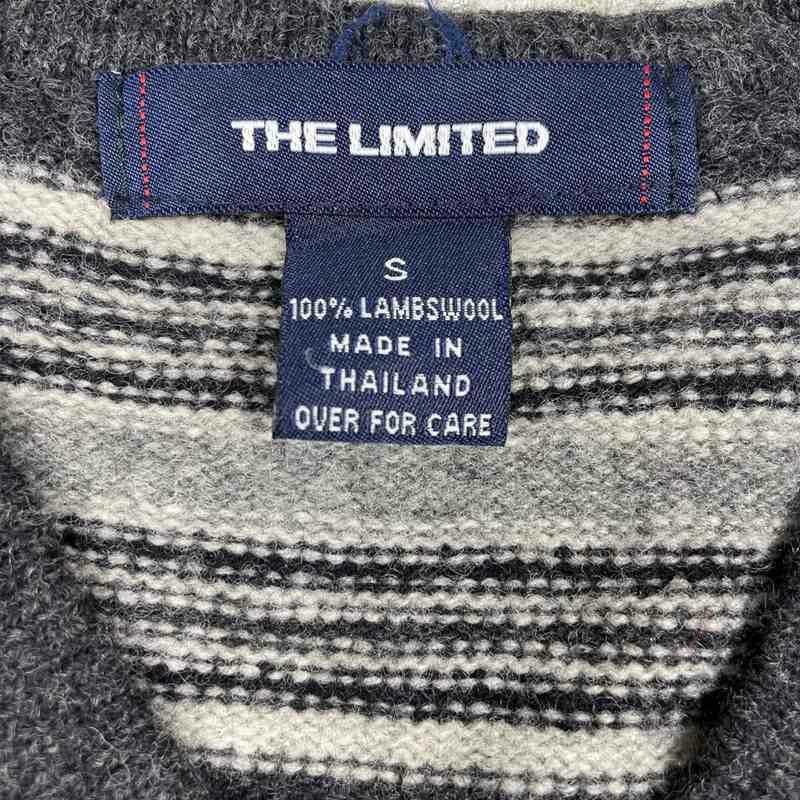 THE LIMITED
S
100% LAMBSWOOL
MADE IN
THAILAND
OVER FOR CARE